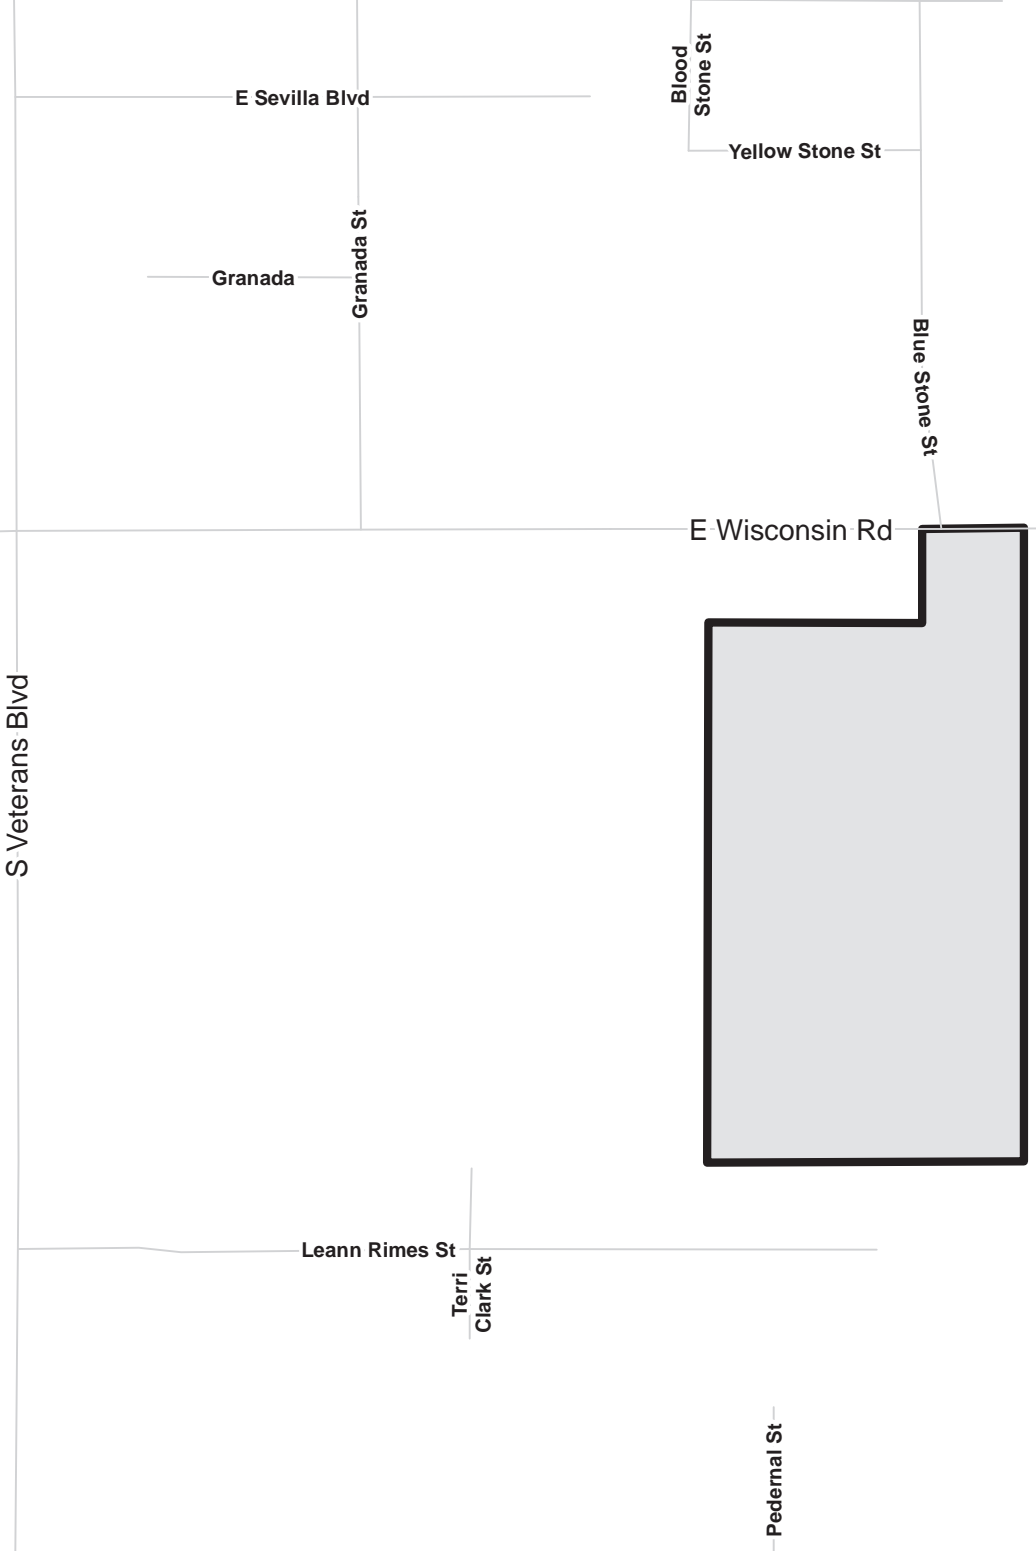 Blood
Stone St
E Sevilla Blvd
Yellow Stone St
Granada St
Granada
Blue Stone St
E Wisconsin Rd
S Veterans Blvd
Leann Rimes St
Terri
Clark St
Pedernal St